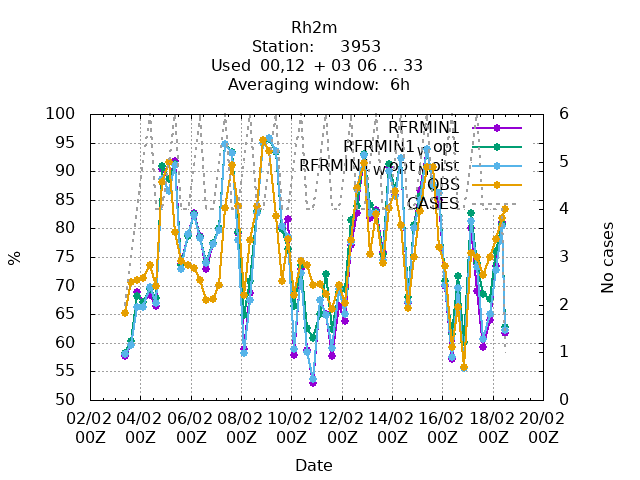 Rh2m
Station: 3953
Used 00,12 + 03 06 ... 33
Averaging window: 6h
100
95
90
85
80
75
70
65
60
55
50
6
5
4
3
2
1
0
RFRMIN1
RFRMIN1_wopt
RFRMIN1_wopt_noist
OBS
CASES
%
No cases
02/02 04/02 06/02 08/02 10/02 12/02 14/02 16/02 18/02 20/02
00Z 00Z 00Z 00Z 00Z 00Z 00Z 00Z 00Z 00Z
Date